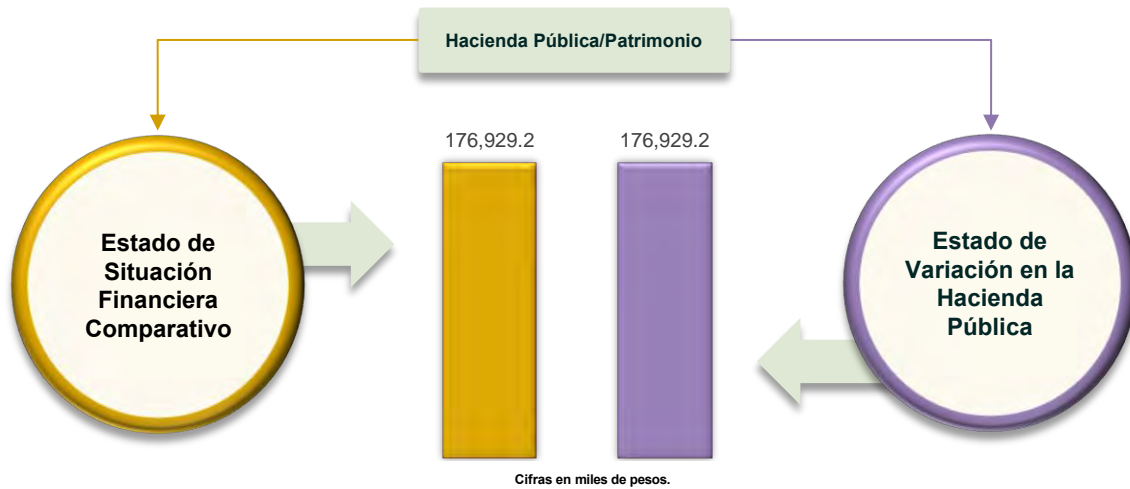 Hacienda Pública/Patrimonio
176,929.2
176,929.2
Estado de
Situación
Financiera
Comparativo
Estado de
Variación en la
Hacienda
Pública
Cifras en miles de pesos.